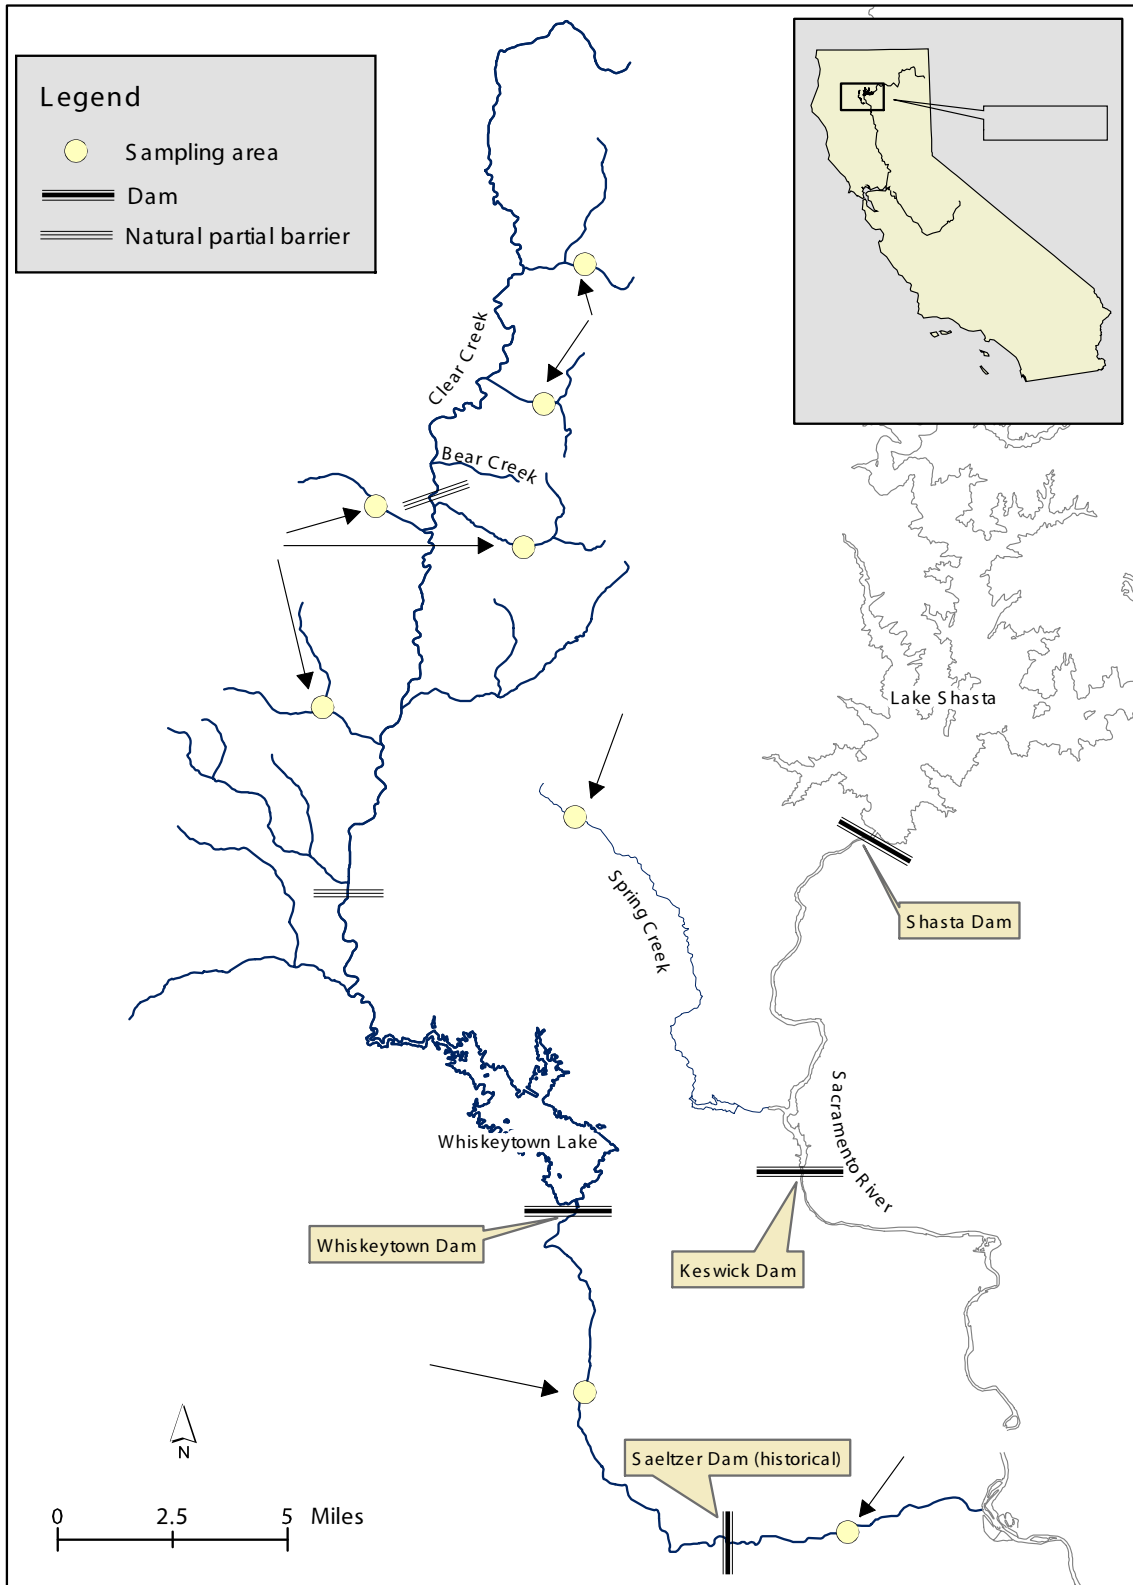 Legend
Sampling area
Dam
Natural partial barrier
Clear Creek
Bear Creek
Lake Shasta
Spring Creek
Shasta Dam
Sacramento River
Whiskeytown Lake
Whiskeytown Dam
Keswick Dam
Saeltzer Dam (historical)
N
0 2.5 5 Miles